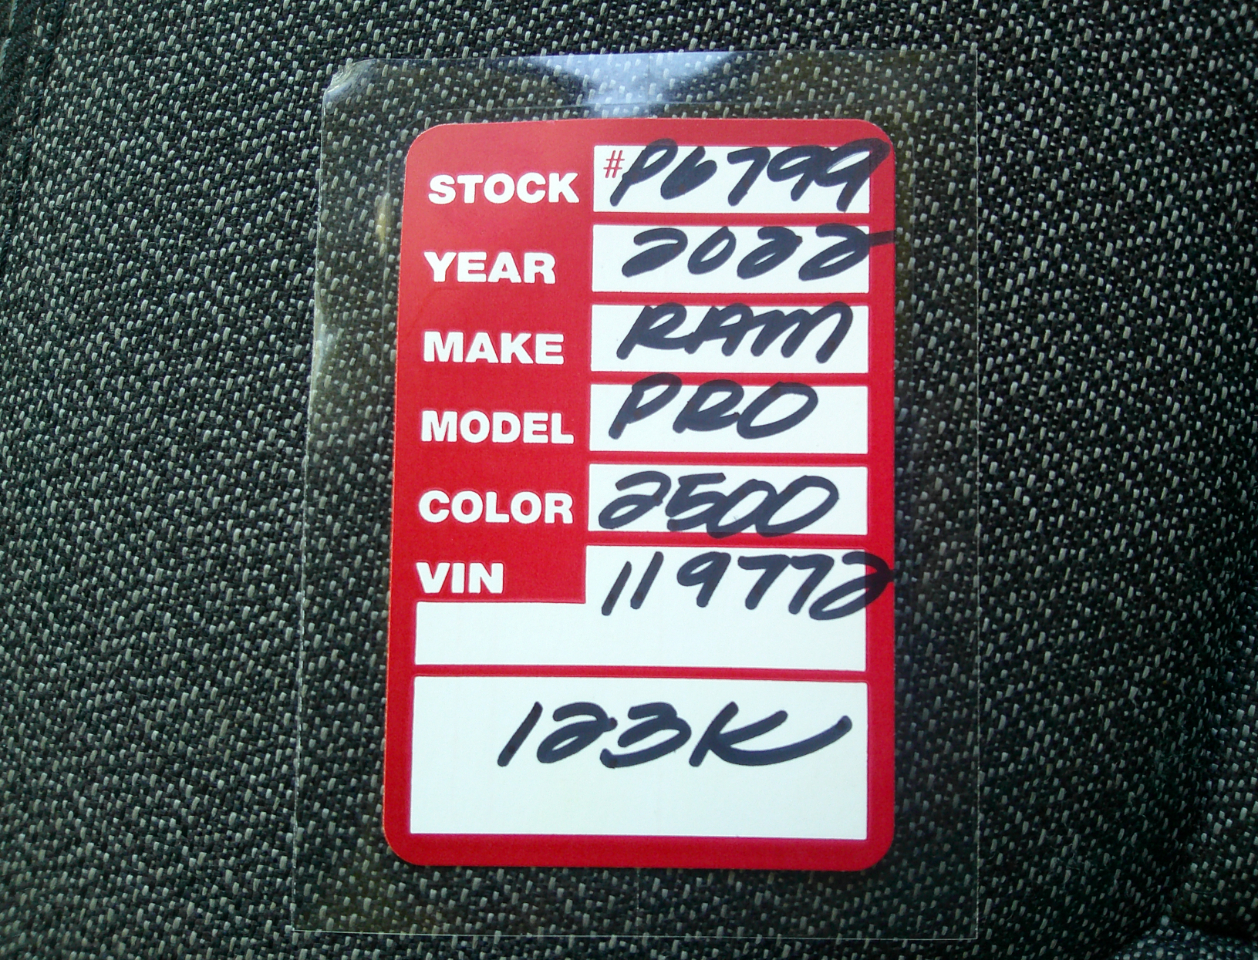 STOCK #P6799
YEAR 2022
MAKE RAM
MODEL PRO
COLOR 2500
VIN 119772
123K